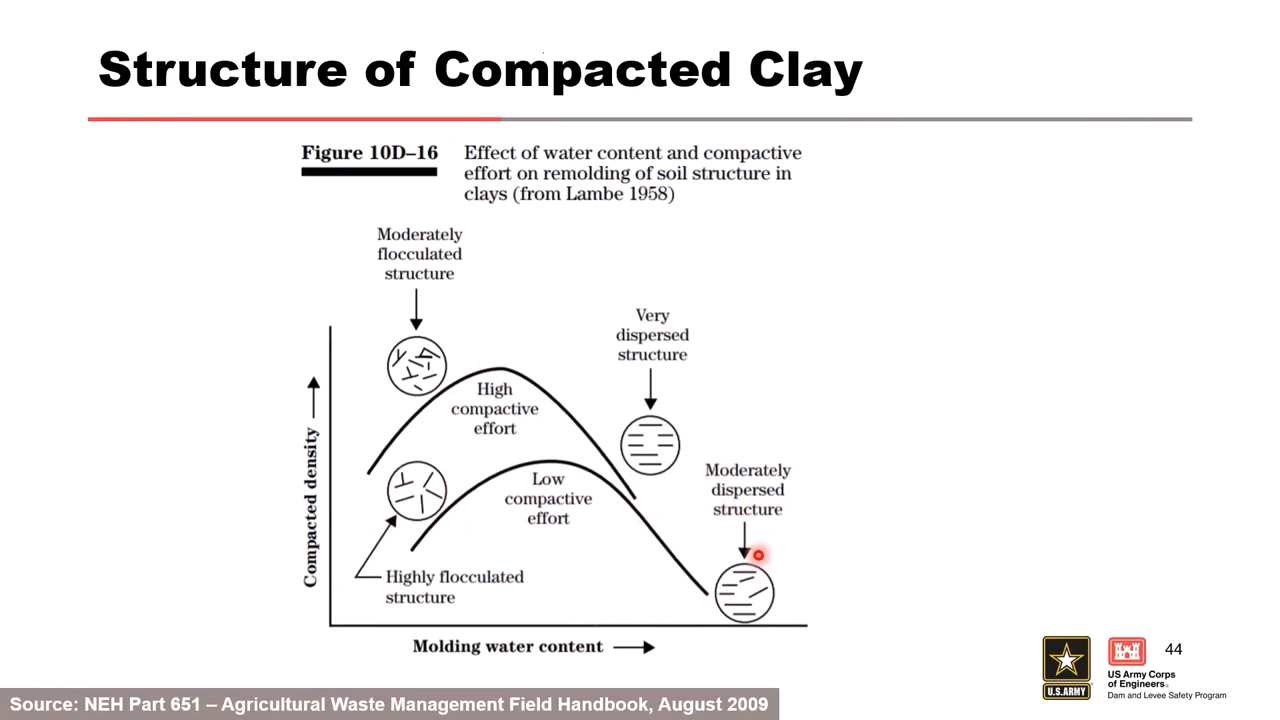 Structure of Compacted Clay
Figure 10D–16
Effect of water content and compactive
effort on remolding of soil structure in
clays (from Lambe 1958)
Moderately
flocculated
structure
Very
dispersed
structure
High
compactive
effort
Moderately
dispersed
structure
Low
compactive
effort
Highly flocculated
structure
Compacted density
Molding water content
44
U.S.ARMY
US Army Corps
of Engineers®
Dam and Levee Safety Program
Source: NEH Part 651 – Agricultural Waste Management Field Handbook, August 2009